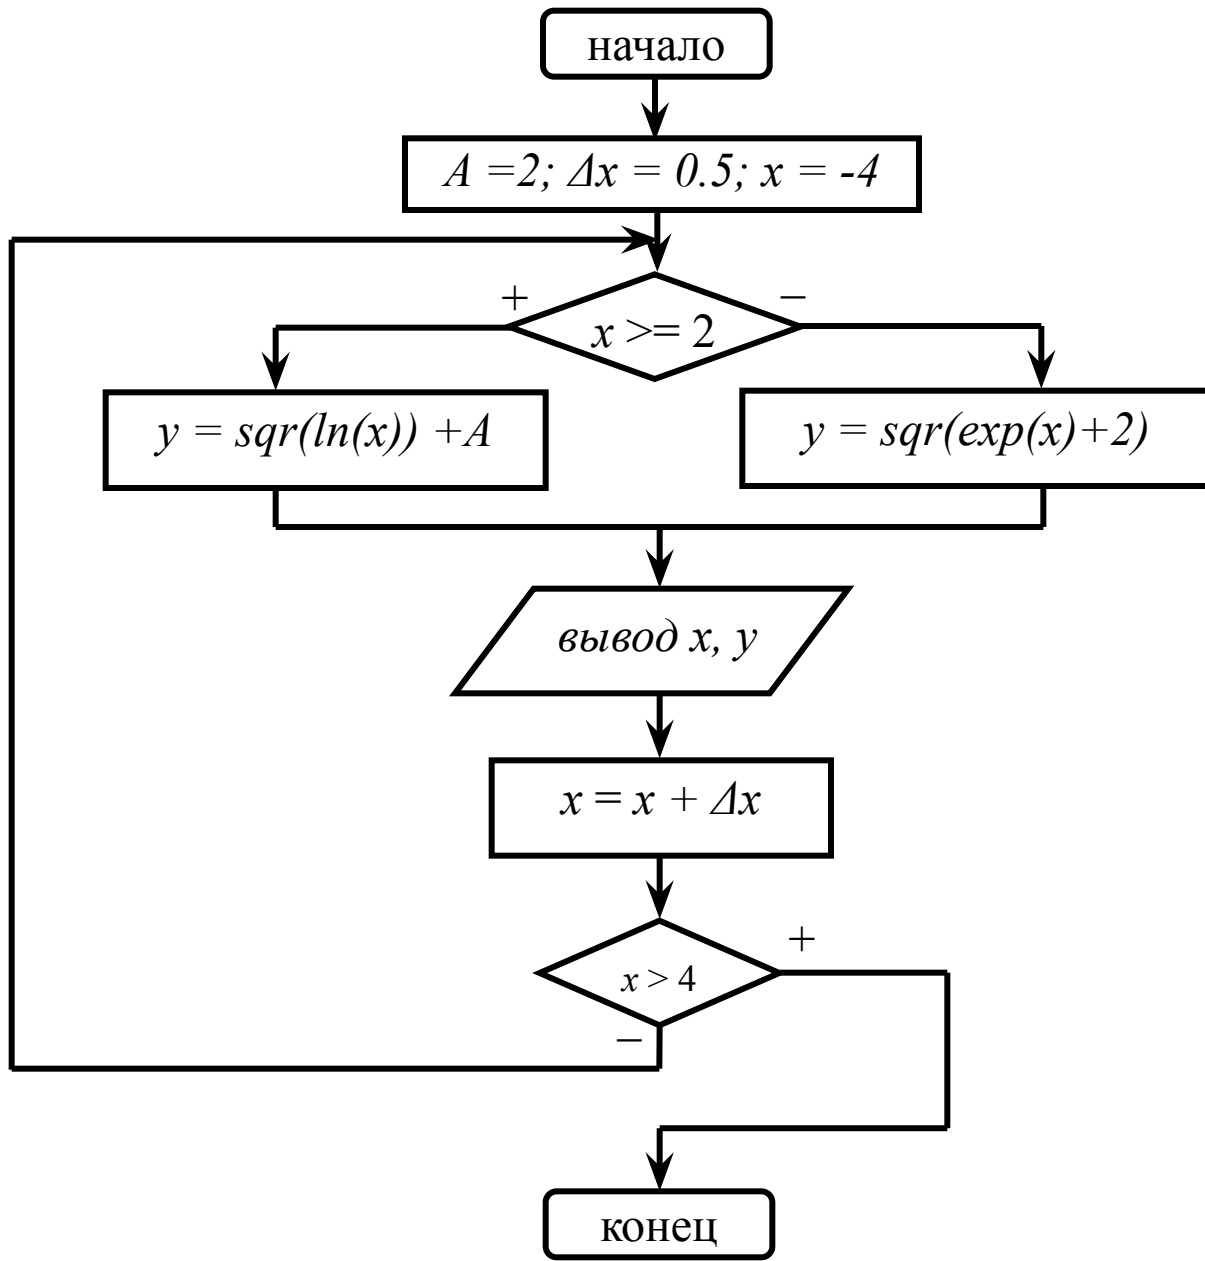 начало
A =2; Δx = 0.5; x = -4
+
–
x >= 2
y = sqr(ln(x)) +A
y = sqr(exp(x)+2)
вывод x, y
x = x + Δx
+
x > 4
–
конец